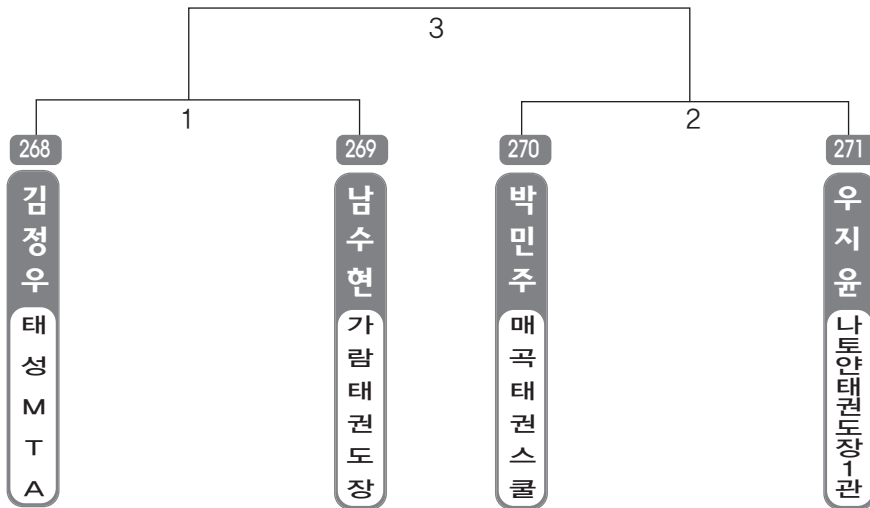 3
1
2
268
269
270
271
김정우
남수현
박민주
우지윤
태성MTA
가람태권도장
매곡태권스쿨
나토얀태권도장1관